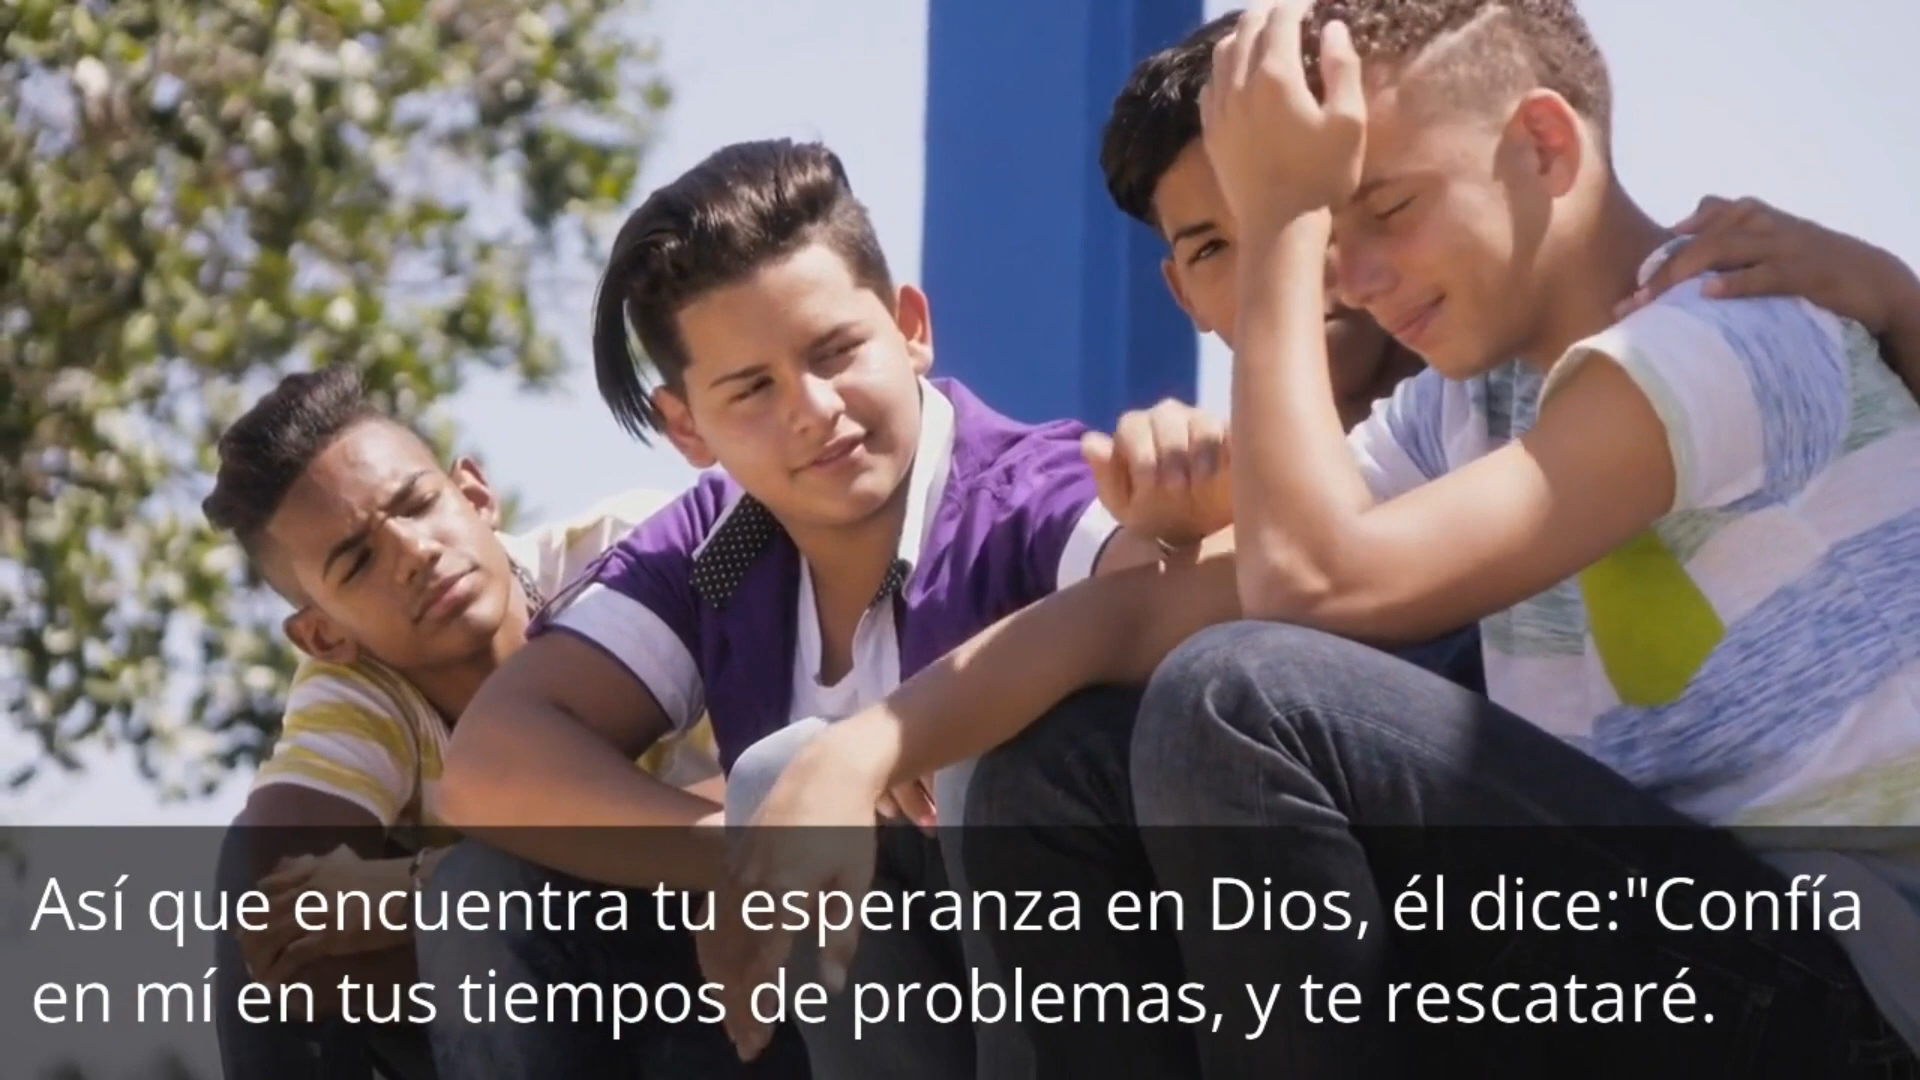 Así que encuentra tu esperanza en Dios, él dice:"Confía
en mí en tus tiempos de problemas, y te rescataré.